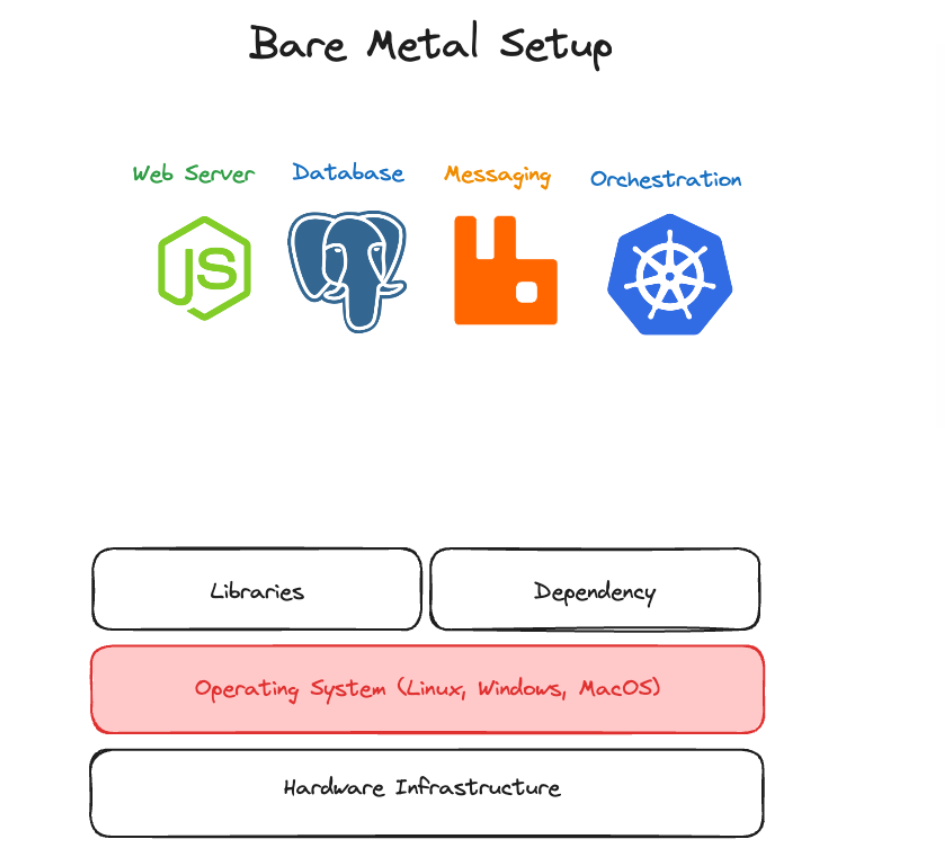 Bare Metal Setup
Web Server
Database
Messaging
Orchestration
JS
Libraries
Dependency
Operating System (Linux, Windows, MacOS)
Hardware Infrastructure